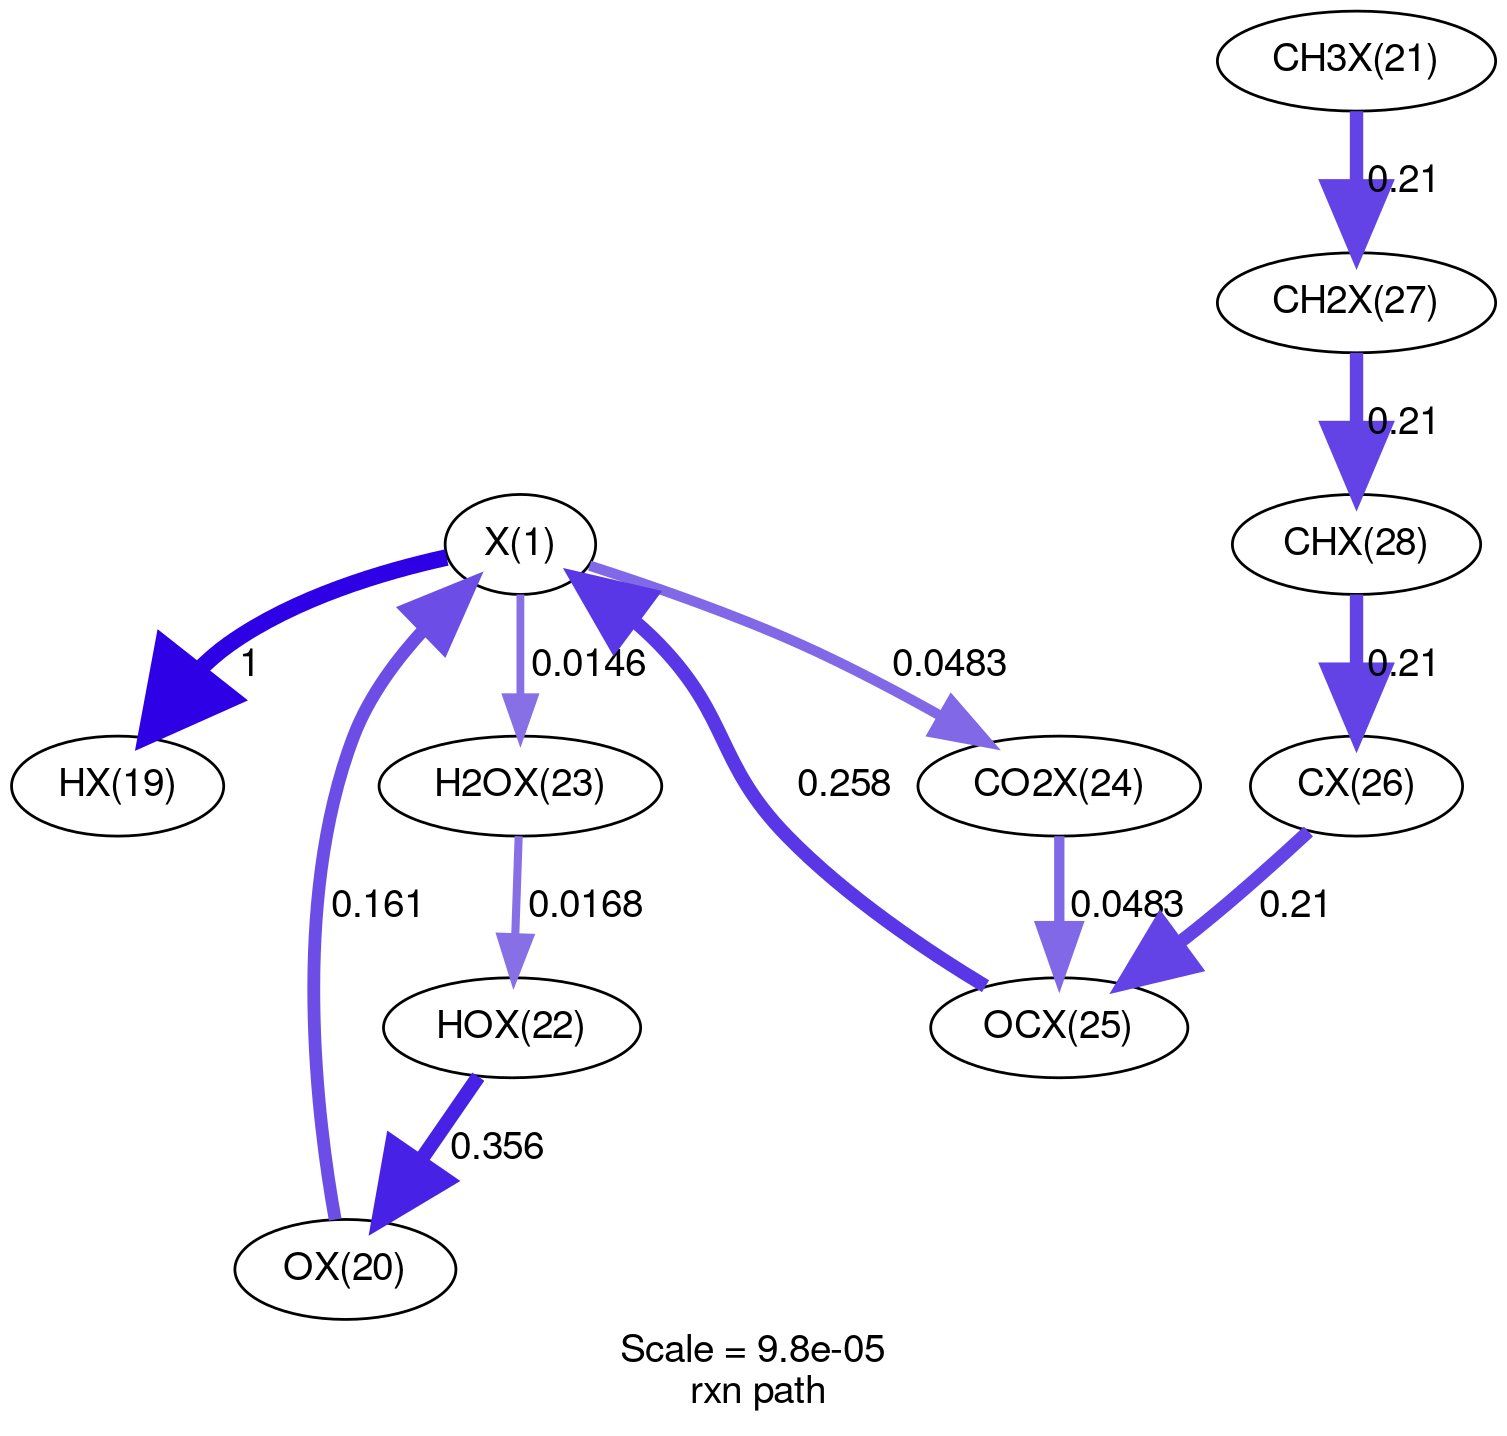 CH3X(21)
0.21
CH2X(27)
0.21
X(1)
CHX(28)
1
0.0146
0.0483
0.21
HX(19)
H2OX(23)
0.258
CO2X(24)
CX(26)
0.161
0.0168
0.0483
0.21
HOX(22)
OCX(25)
0.356
OX(20)
Scale = 9.8e-05
rxn path